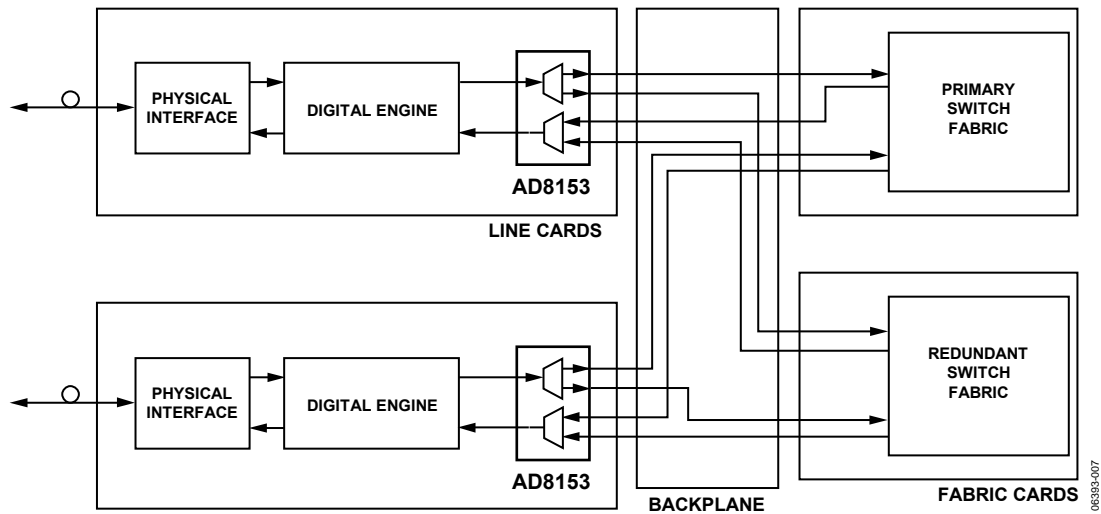 PHYSICAL
INTERFACE
DIGITAL ENGINE
AD8153
LINE CARDS
PRIMARY
SWITCH
FABRIC
PHYSICAL
INTERFACE
DIGITAL ENGINE
AD8153
BACKPLANE
REDUNDANT
SWITCH
FABRIC
FABRIC CARDS
06393-007